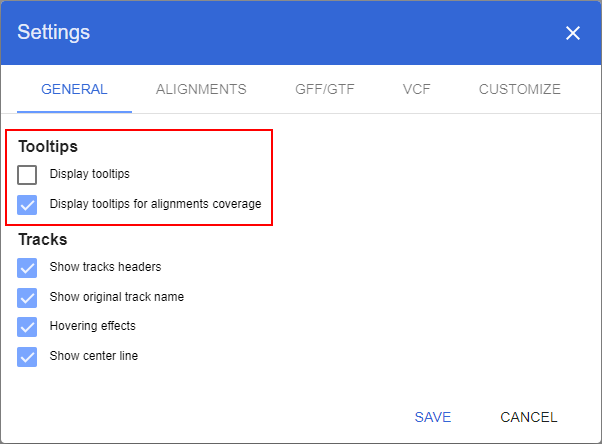 Settings
GENERAL ALIGNMENTS GFF/GTF VCF CUSTOMIZE
Tooltips
Display tooltips
Display tooltips for alignments coverage
Tracks
Show tracks headers
Show original track name
Hovering effects
Show center line
SAVE CANCEL